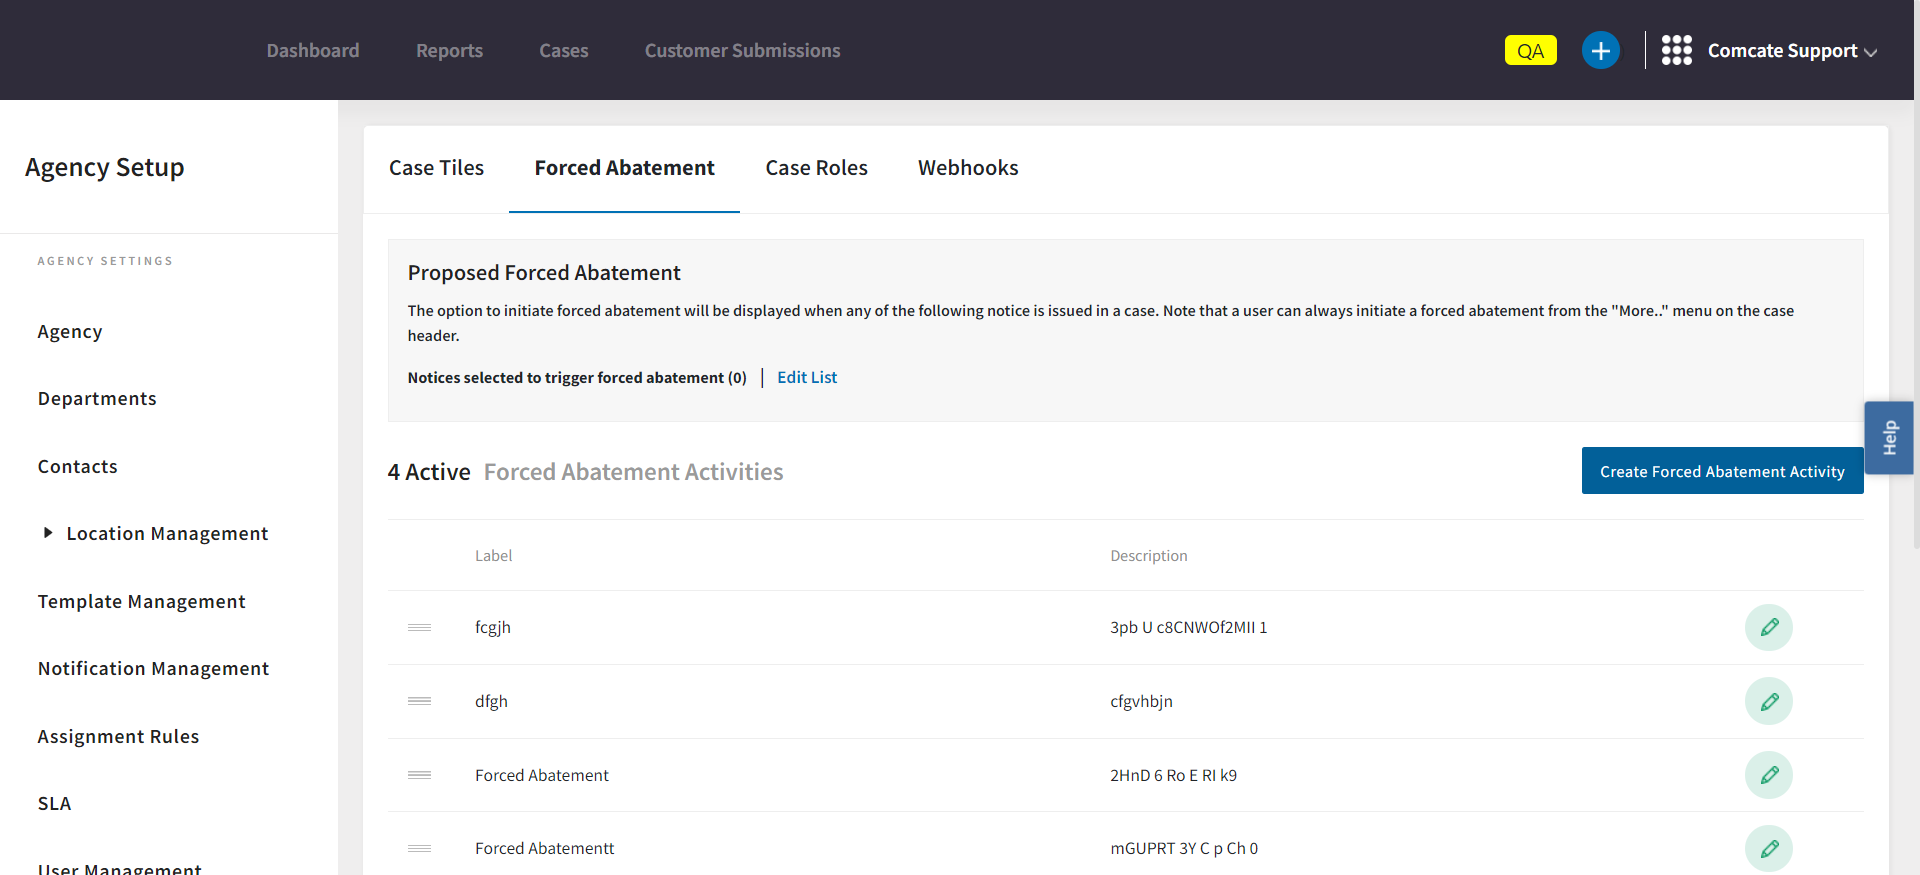 Dashboard
Reports
Cases
Customer Submissions
QA
Comcate Support
Agency Setup
AGENCY SETTINGS
Agency
Departments
Contacts
Location Management
Template Management
Notification Management
Assignment Rules
SLA
User Management
Case Tiles
Forced Abatement
Case Roles
Webhooks
Proposed Forced Abatement
The option to initiate forced abatement will be displayed when any of the following notice is issued in a case. Note that a user can always initiate a forced abatement from the "More.." menu on the case
header.
Notices selected to trigger forced abatement (0) | Edit List
Help
4 Active Forced Abatement Activities
Create Forced Abatement Activity
Label Description
fcgjh 3pb U c8CNWOf2MII 1
dfgh cfgvhbjn
Forced Abatement 2HnD 6 Ro E RI k9
Forced Abatementt mGUPRT 3Y C p Ch 0